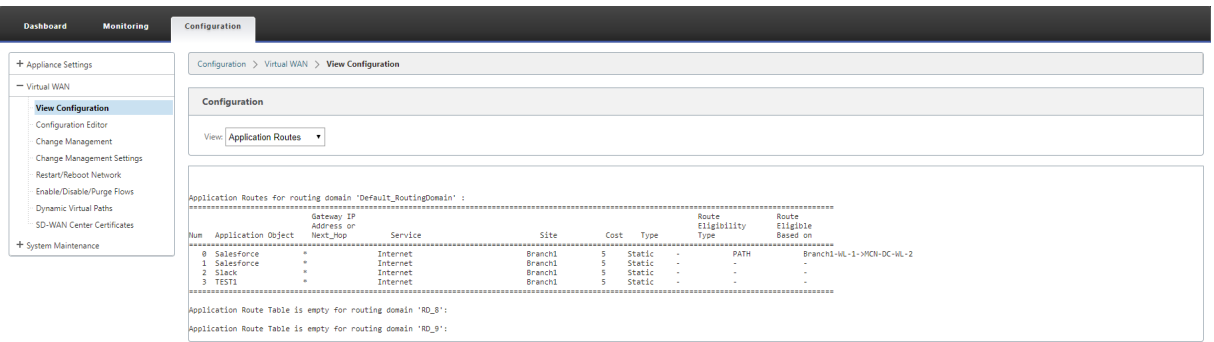 Dashboard Monitoring Configuration
+ Appliance Settings
− Virtual WAN
View Configuration
Configuration Editor
Change Management
Change Management Settings
Restart/Reboot Network
Enable/Disable/Purge Flows
Dynamic Virtual Paths
SD-WAN Center Certificates
+ System Maintenance
Configuration > Virtual WAN > View Configuration
Configuration
View: Application Routes
Application Routes for routing domain 'Default_RoutingDomain' :
Gateway IP Route Route
Address or Eligibility Eligible
Num Application Object Next_Hop Service Site Cost Type Type Based on
0 Salesforce * Internet Branch1 5 Static - PATH Branch1-WL-1->MCN-DC-WL-2
1 Salesforce * Internet Branch1 5 Static - - -
2 Slack * Internet Branch1 5 Static - - -
3 TEST1 * Internet Branch1 5 Static - - -
Application Route Table is empty for routing domain 'RD_8':
Application Route Table is empty for routing domain 'RD_9':